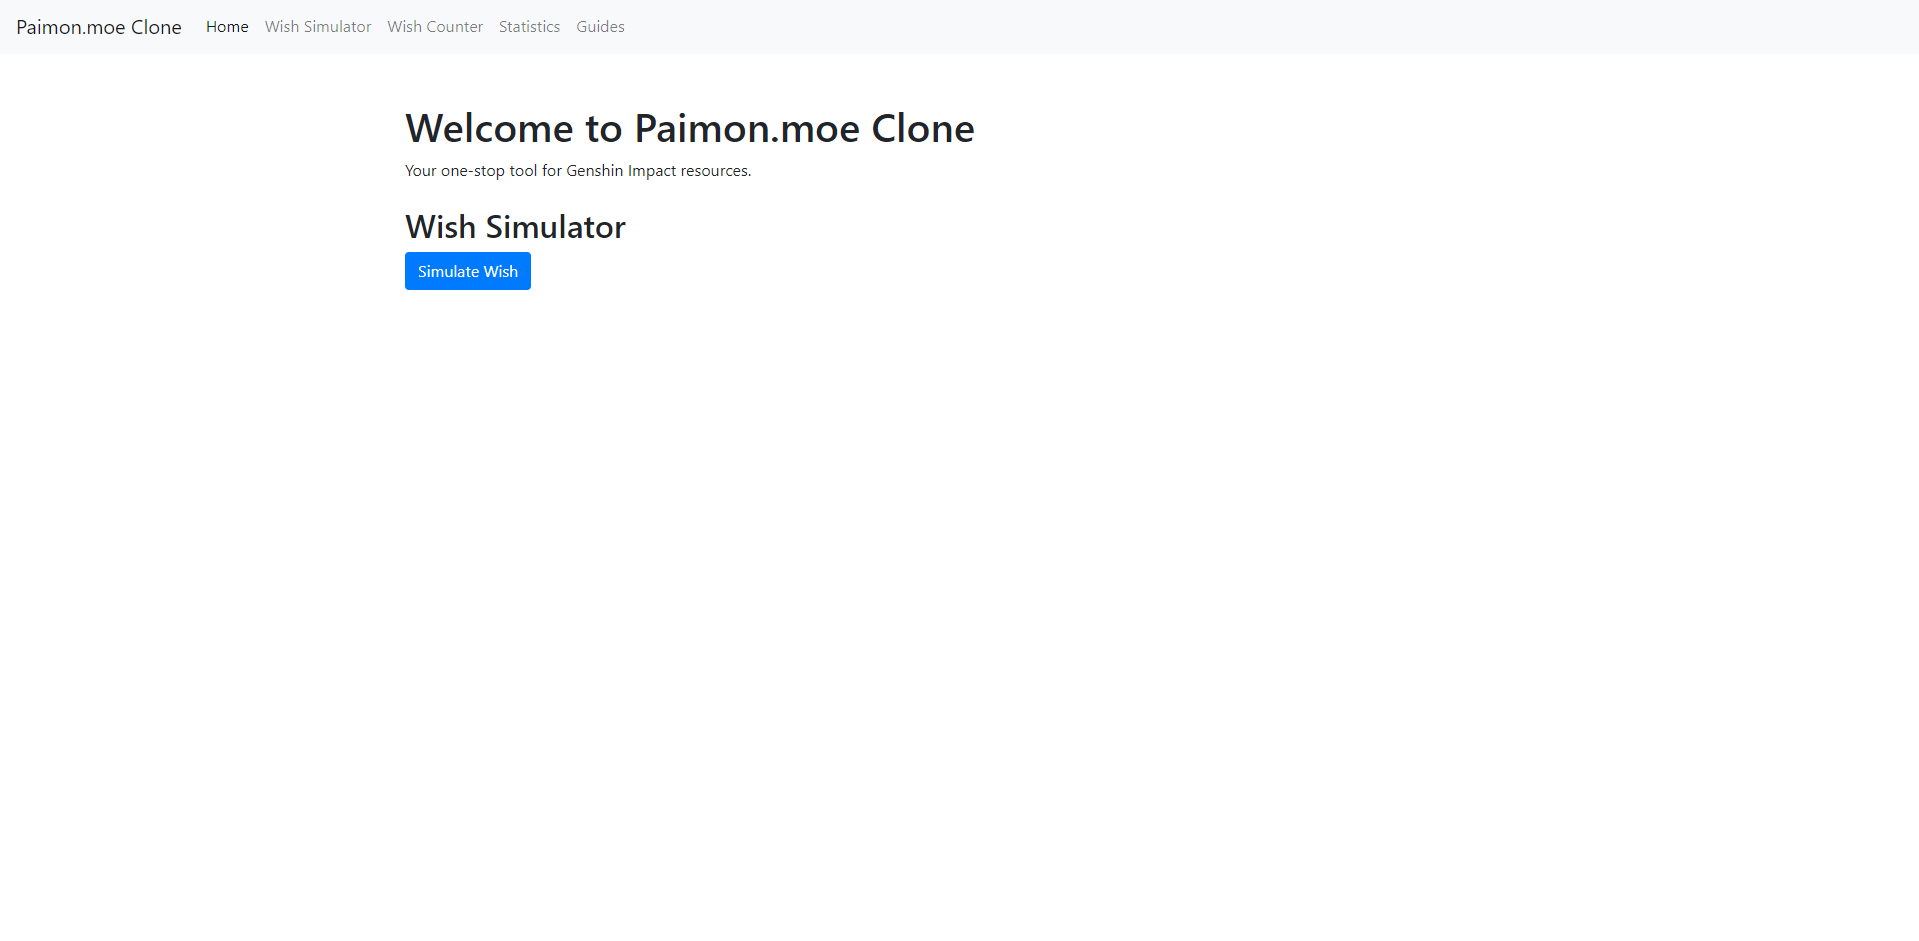 Paimon.moe Clone Home Wish Simulator Wish Counter Statistics Guides
Welcome to Paimon.moe Clone
Your one-stop tool for Genshin Impact resources.
Wish Simulator
Simulate Wish